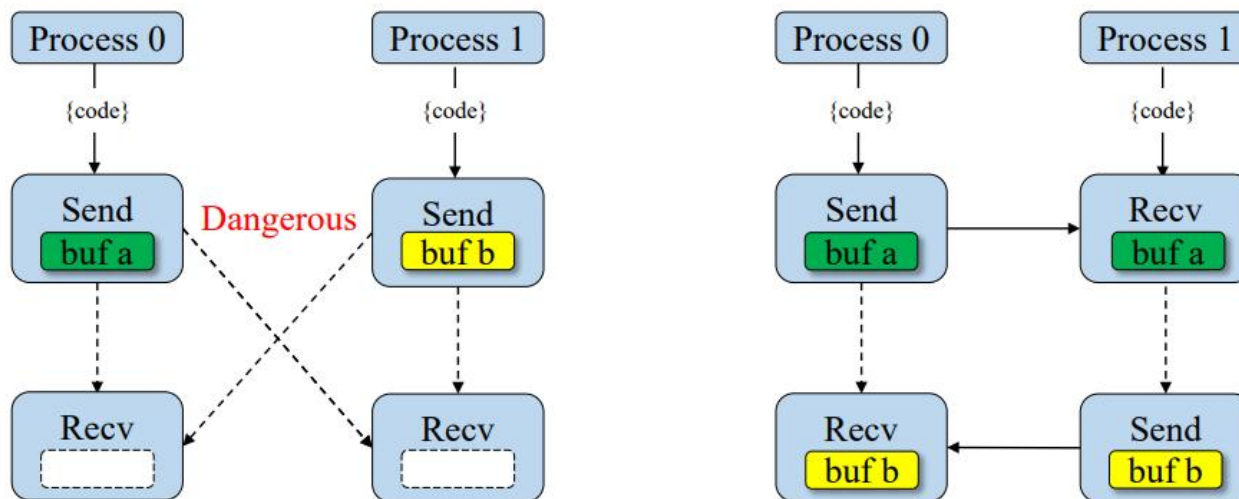 Process 0
Process 1
{code}
{code}
Send
buf a
Dangerous
Send
buf b
Recv
Recv
Process 0
Process 1
{code}
{code}
Send
buf a
Recv
buf a
Recv
buf b
Send
buf b